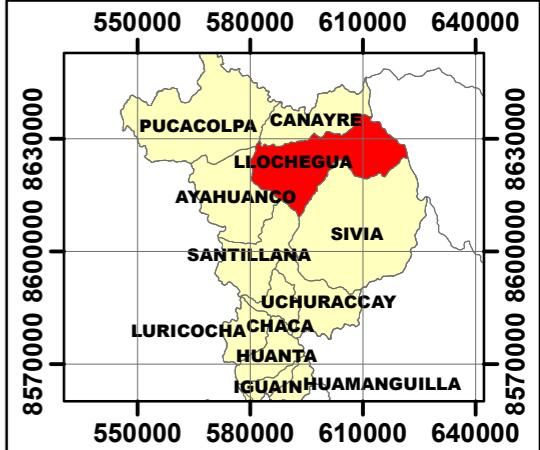 550000 580000 610000 640000
8630000 8630000
8600000 8600000
8570000 8570000
PUCACOLPA
CANAYRE
LLOCHEGUA
AYAHUANCO
SIVIA
SANTILLANA
UCHURACCAY
LURICOCHA CHACA
HUANTA
IGUAIN HUAMANGUILLA
550000 580000 610000 640000